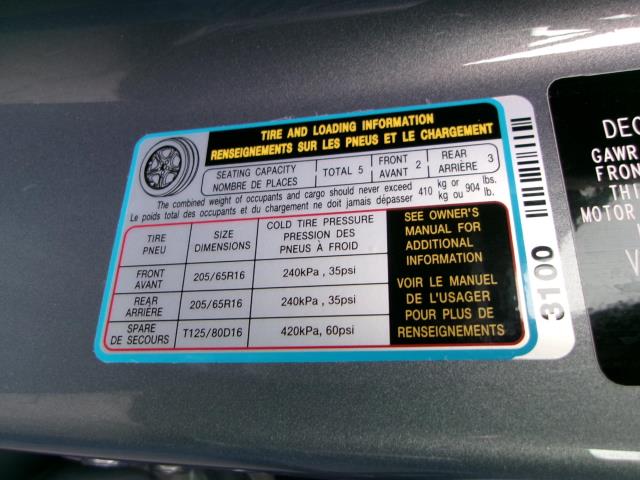 TIRE AND LOADING INFORMATION
RENSEIGNEMENTS SUR LES PNEUS ET LE CHARGEMENT
SEATING CAPACITY
NOMBRE DE PLACES
TOTAL 5
FRONT
AVANT 2
REAR
ARRIÈRE 3
The combined weight of occupants and cargo should never exceed 410 kg or 904 lbs.
Le poids total des occupants et du chargement ne doit jamais dépasser kg ou lb.
TIRE
PNEU
SIZE
DIMENSIONS
COLD TIRE PRESSURE
PRESSION DES
PNEUS À FROID
FRONT
AVANT
205/65R16
240kPa , 35psi
REAR
ARRIÈRE
205/65R16
240kPa , 35psi
SPARE
DE SECOURS
T125/80D16
420kPa, 60psi
SEE OWNER'S
MANUAL FOR
ADDITIONAL
INFORMATION
VOIR LE MANUEL
DE L'USAGER
POUR PLUS DE
RENSEIGNEMENTS
3100
DEC
GAWR
FRON
THI
MOTOR
V